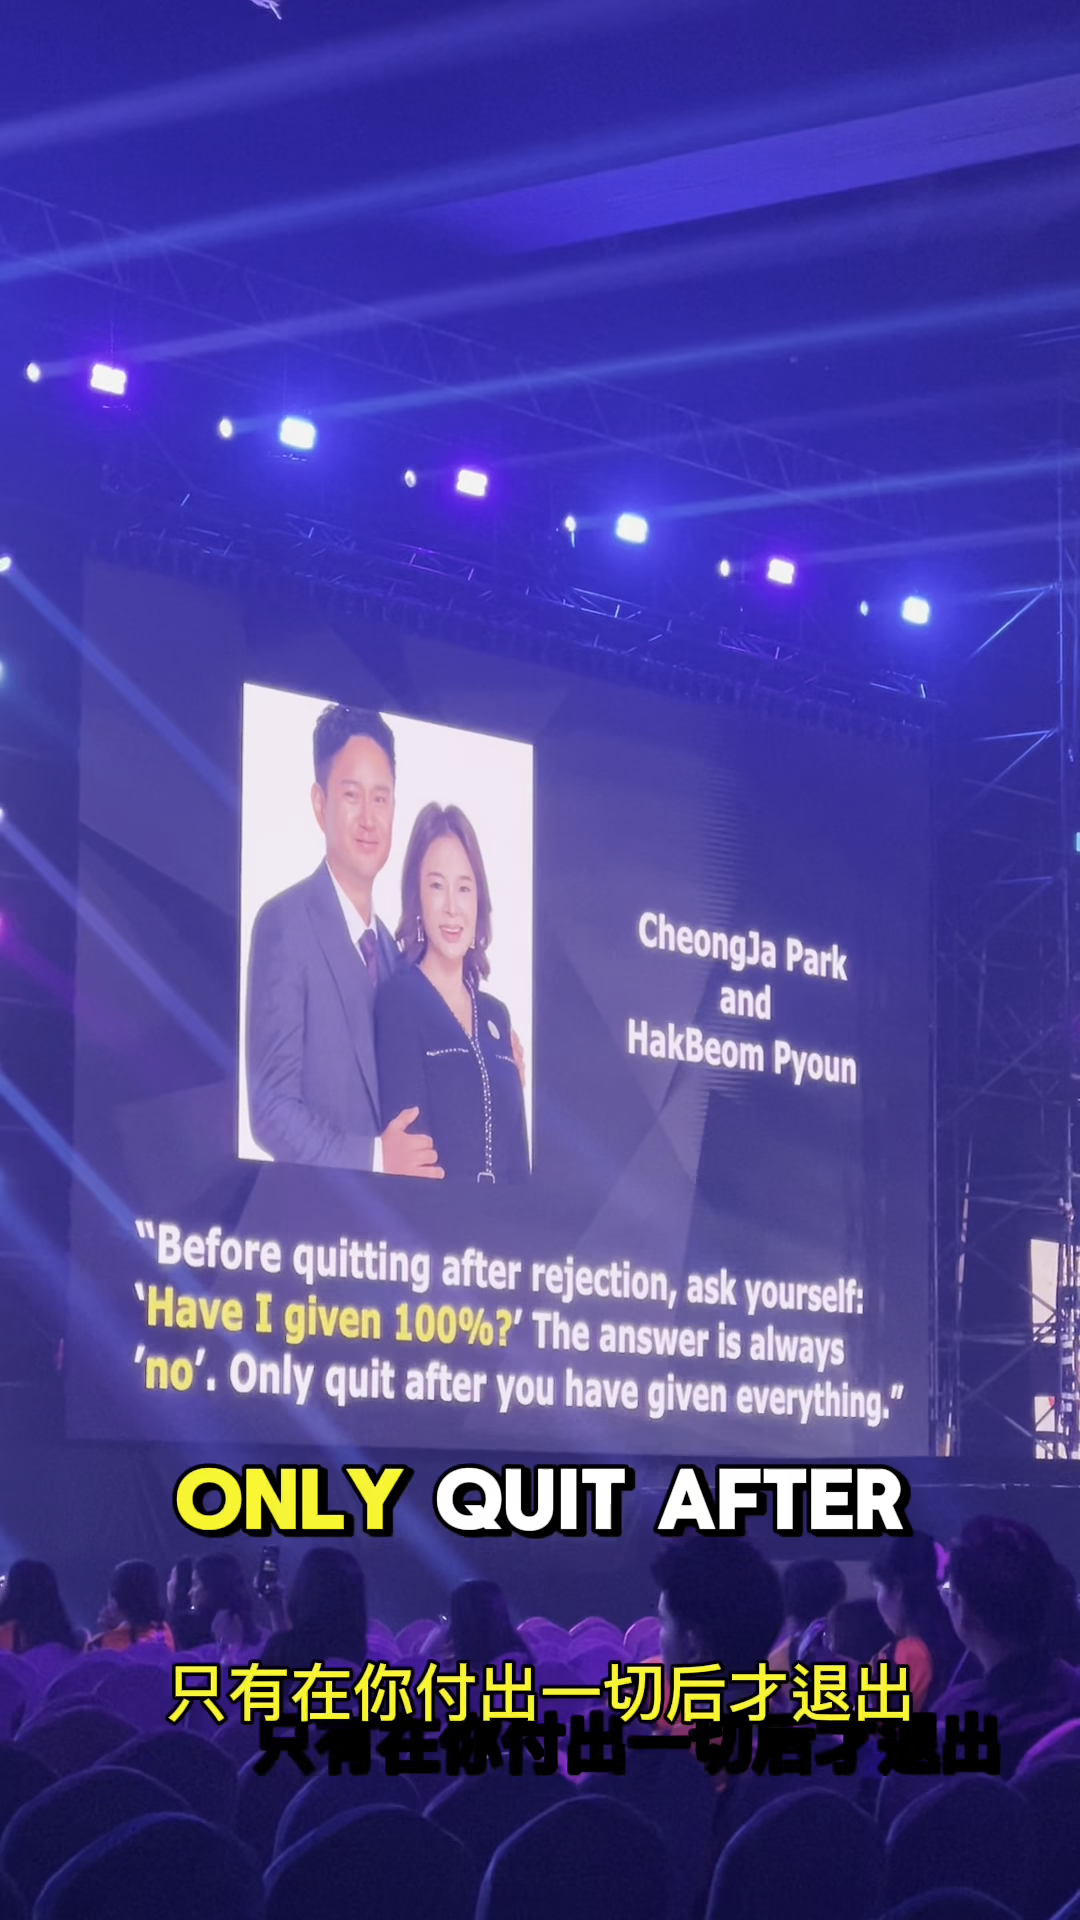 CheongJa Park
and
HakBeom Pyoun
“Before quitting after rejection, ask yourself:
‘Have I given 100%?’ The answer is always
’no’. Only quit after you have given everything.”
ONLY QUIT AFTER
只有在你付出一切后才退出
只有在你付出一切后才退出